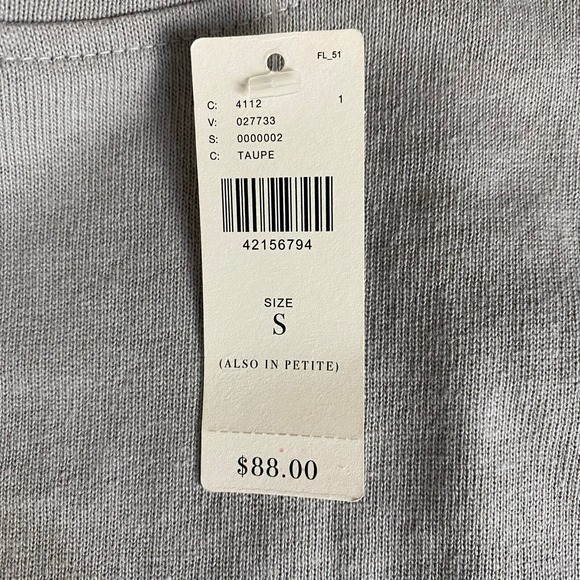 FL_51
C: 4112 1
V: 027733
S: 0000002
C: TAUPE
42156794
SIZE
S
(ALSO IN PETITE)
$88.00